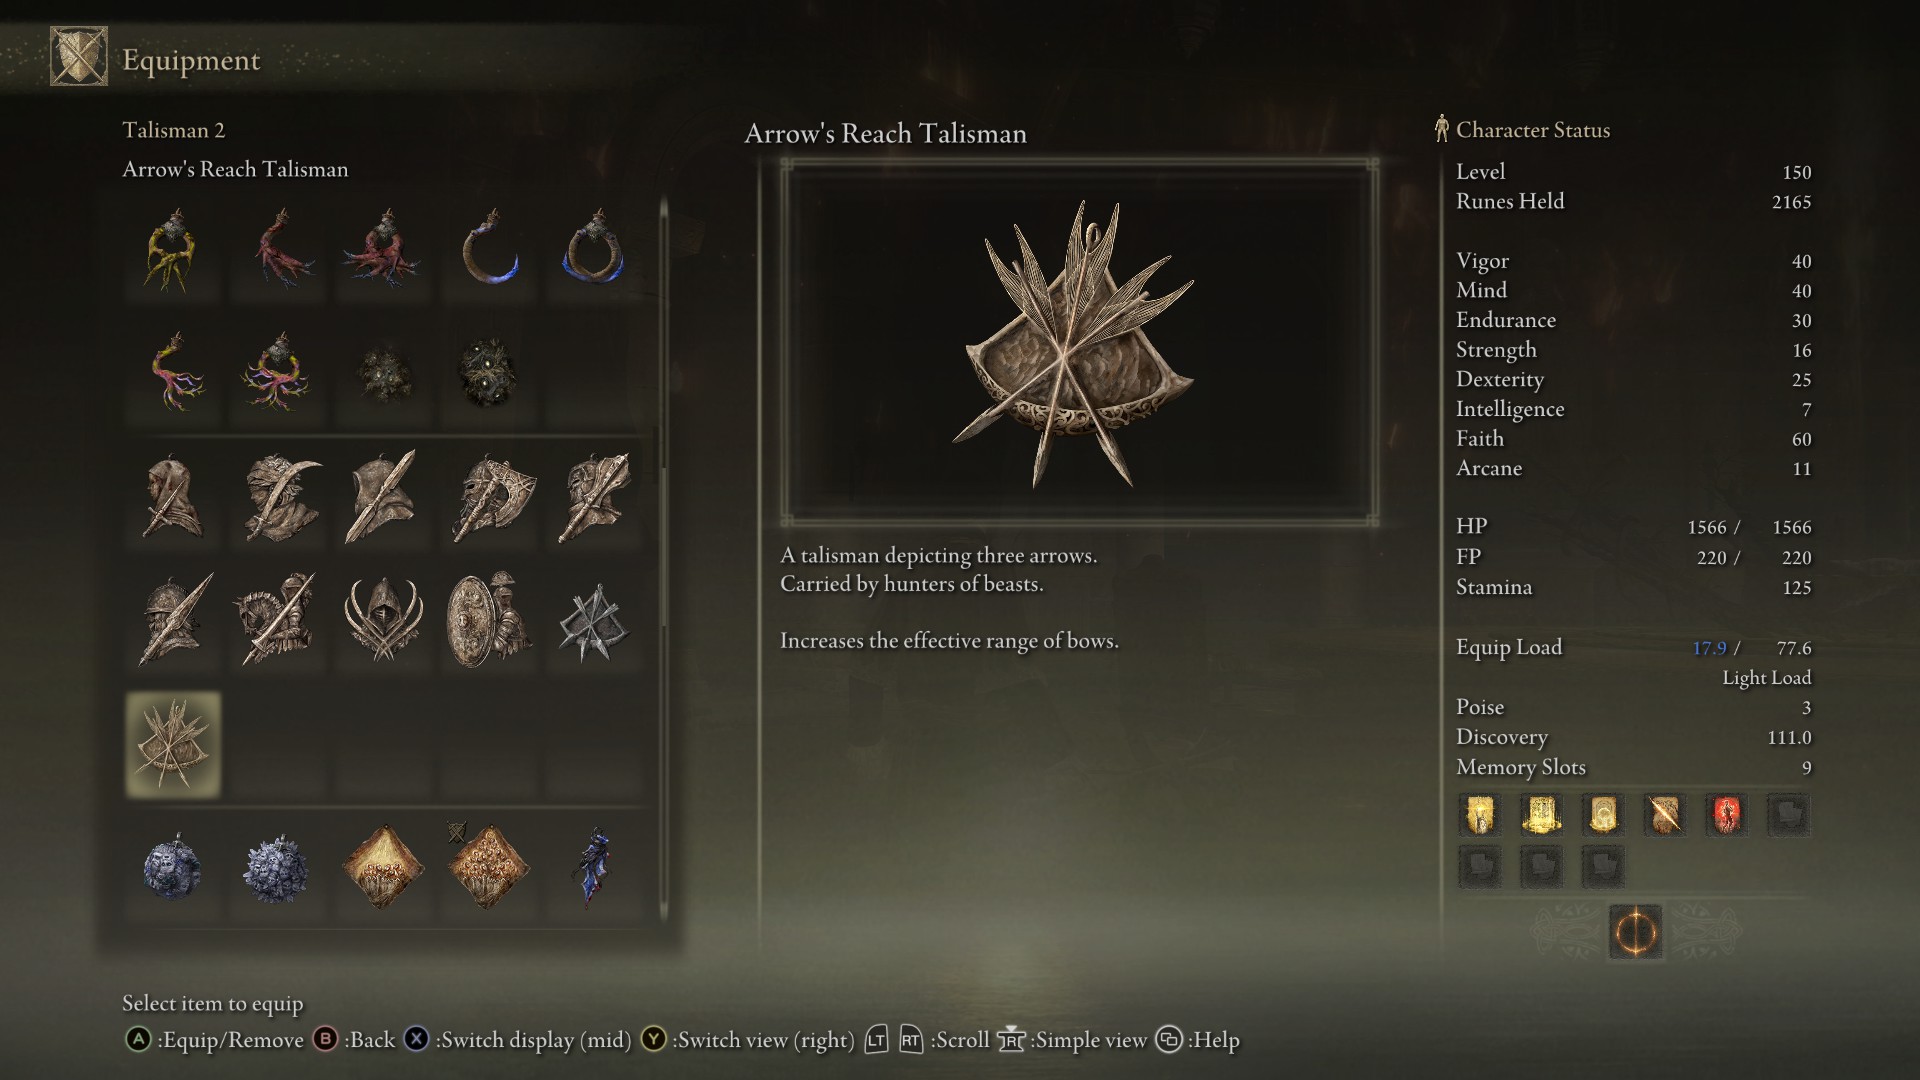 Equipment
Talisman 2
Arrow's Reach Talisman
Arrow's Reach Talisman
A talisman depicting three arrows.
Carried by hunters of beasts.
Increases the effective range of bows.
Character Status
Level 150
Runes Held 2165
Vigor 40
Mind 40
Endurance 30
Strength 16
Dexterity 25
Intelligence 7
Faith 60
Arcane 11
HP 1566 / 1566
FP 220 / 220
Stamina 125
Equip Load 17.9 / 77.6
Light Load
Poise 3
Discovery 111.0
Memory Slots 9
Select item to equip
A :Equip/Remove B :Back X :Switch display (mid) Y :Switch view (right) LT RT :Scroll R :Simple view :Help